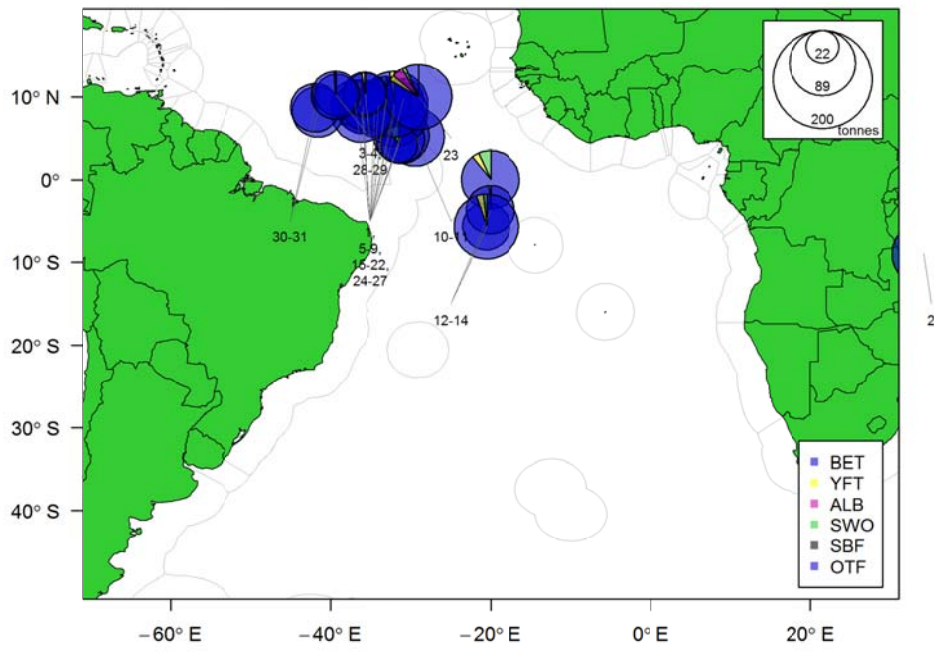 22
89
200
tonnes
10° N
0°
10° S
20° S
30° S
40° S
3-4,
28-29
23
30-31
5-9,
15-22,
24-27
10-11
12-14
2
BET
YFT
ALB
SWO
SBF
OTF
−60° E
−40° E
−20° E
0° E
20° E